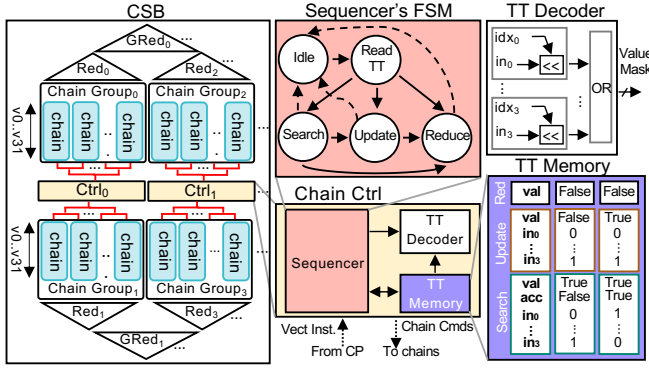 CSB
GRed0
...
Red0
Red2
...
Chain Group0
Chain Group2
v0..v31
chain
chain
chain
chain
chain
chain
...
Ctrl0
Ctrl1
...
v0..v31
chain
chain
chain
chain
chain
chain
...
Chain Group1
Chain Group3
Red1
Red3
...
GRed1
...
Sequencer's FSM
Idle
Read
TT
Search
Update
Reduce
TT Decoder
idx0
in0
<<
idx3
in3
<<
OR
Value
Mask
Chain Ctrl
Sequencer
TT
Decoder
TT
Memory
Vect Inst.
From CP
Chain Cmds
To chains
TT Memory
Red
val
False
False
Update
val
False
True
in0
0
0
in3
1
1
Search
val
True
True
acc
False
True
in0
0
1
in3
1
0